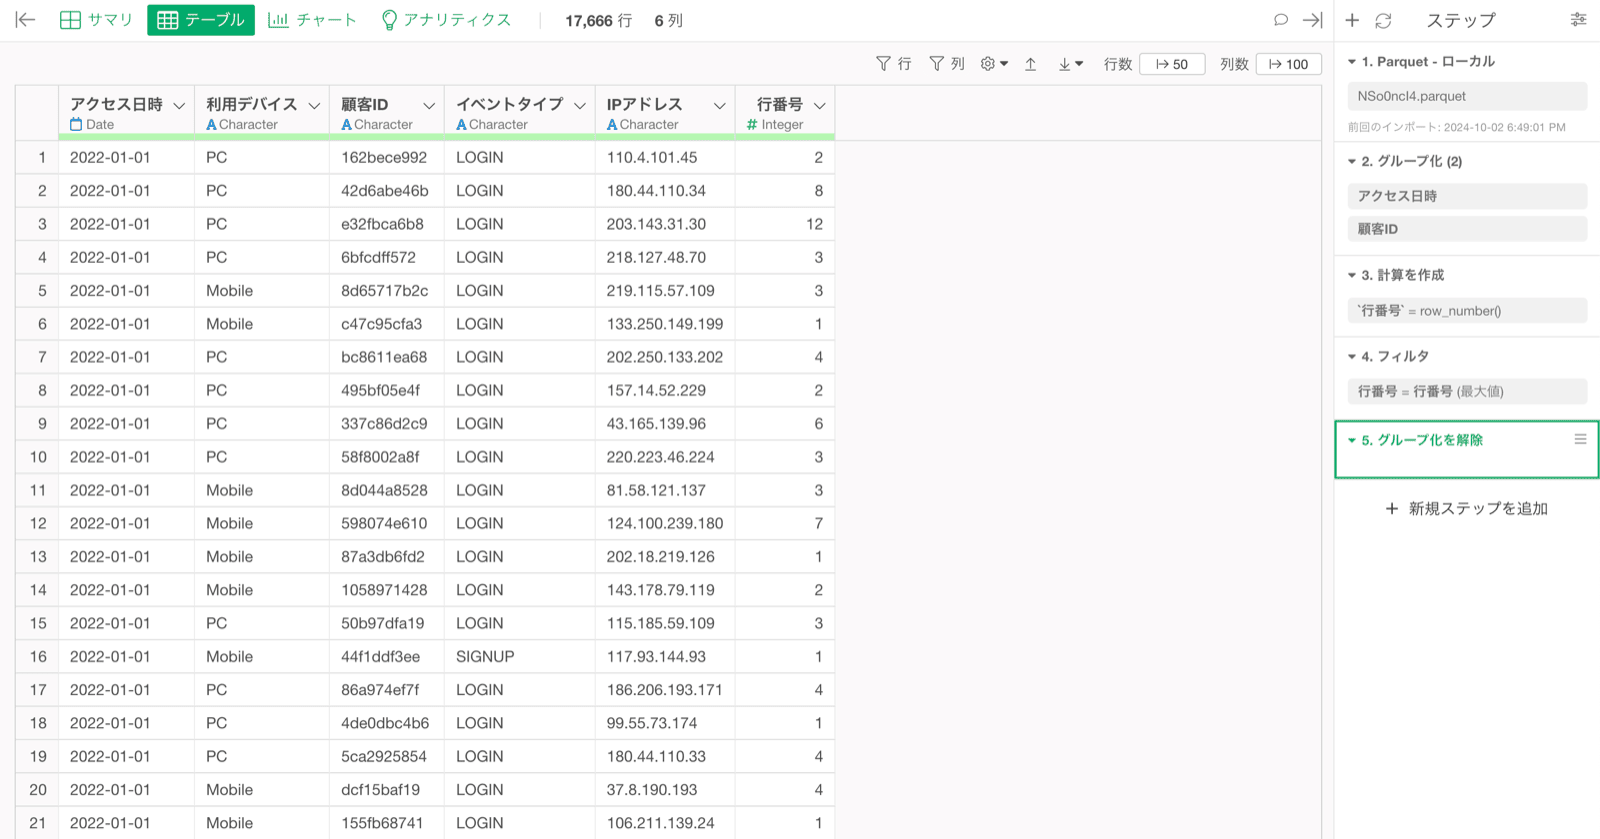 サマリ テーブル チャート アナリティクス 17,666 行 6 列
行 列 行数 50 列数 100
アクセス日時 利用デバイス 顧客ID イベントタイプ IPアドレス 行番号
Date Character Character Character Character # Integer
1 2022-01-01 PC 162bece992 LOGIN 110.4.101.45 2
2 2022-01-01 PC 42d6abe46b LOGIN 180.44.110.34 8
3 2022-01-01 PC e32fbca6b8 LOGIN 203.143.31.30 12
4 2022-01-01 PC 6bfcdff572 LOGIN 218.127.48.70 3
5 2022-01-01 Mobile 8d65717b2c LOGIN 219.115.57.109 3
6 2022-01-01 Mobile c47c95cfa3 LOGIN 133.250.149.199 1
7 2022-01-01 PC bc8611ea68 LOGIN 202.250.133.202 4
8 2022-01-01 PC 495bf05e4f LOGIN 157.14.52.229 2
9 2022-01-01 PC 337c86d2c9 LOGIN 43.165.139.96 6
10 2022-01-01 PC 58f8002a8f LOGIN 220.223.46.224 3
11 2022-01-01 Mobile 8d044a8528 LOGIN 81.58.121.137 3
12 2022-01-01 Mobile 598074e610 LOGIN 124.100.239.180 7
13 2022-01-01 Mobile 87a3db6fd2 LOGIN 202.18.219.126 1
14 2022-01-01 Mobile 1058971428 LOGIN 143.178.79.119 2
15 2022-01-01 PC 50b97dfa19 LOGIN 115.185.59.109 3
16 2022-01-01 Mobile 44f1ddf3ee SIGNUP 117.93.144.93 1
17 2022-01-01 PC 86a974ef7f LOGIN 186.206.193.171 4
18 2022-01-01 PC 4de0dbc4b6 LOGIN 99.55.73.174 1
19 2022-01-01 PC 5ca2925854 LOGIN 180.44.110.33 4
20 2022-01-01 Mobile dcf15baf19 LOGIN 37.8.190.193 4
21 2022-01-01 Mobile 155fb68741 LOGIN 106.211.139.24 1
ステップ
1. Parquet - ローカル
NSo0ncI4.parquet
前回のインポート: 2024-10-02 6:49:01 PM
2. グループ化 (2)
アクセス日時
顧客ID
3. 計算を作成
`行番号` = row_number()
4. フィルタ
行番号 = 行番号 (最大値)
5. グループ化を解除
+ 新規ステップを追加